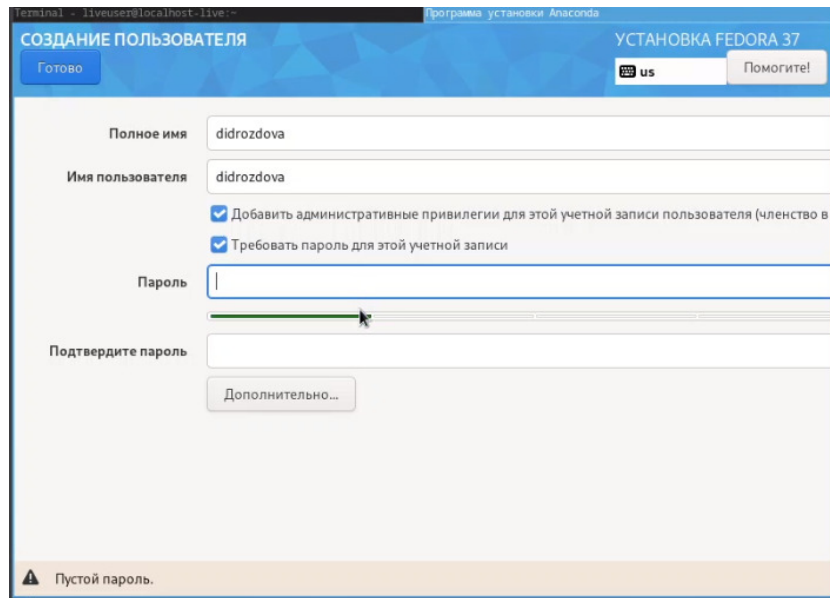 Terminal - liveuser@localhost-live:~
Программа установки Anaconda
СОЗДАНИЕ ПОЛЬЗОВАТЕЛЯ
УСТАНОВКА FEDORA 37
Готово
us
Помогите!
Полное имя
didrozdova
Имя пользователя
didrozdova
Добавить административные привилегии для этой учетной записи пользователя (членство в
Требовать пароль для этой учетной записи
Пароль
Подтвердите пароль
Дополнительно...
Пустой пароль.